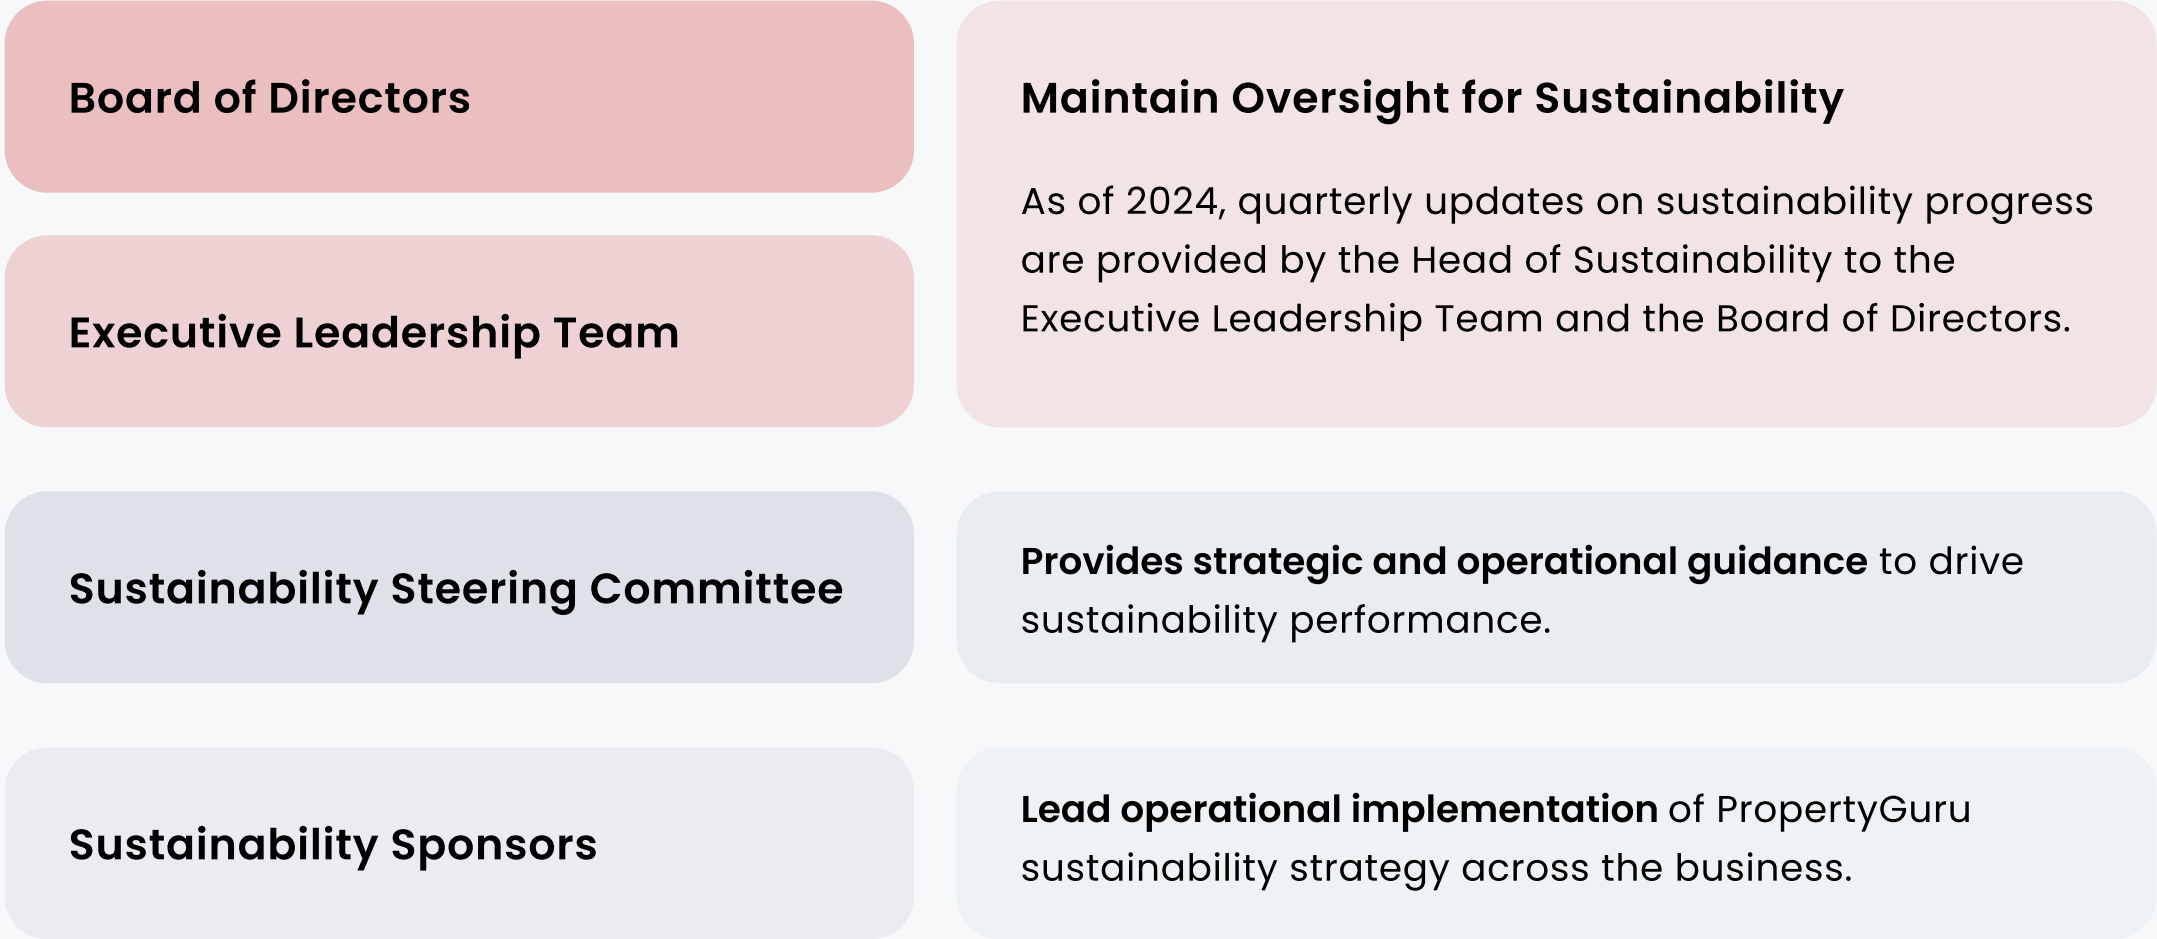 Board of Directors
Executive Leadership Team
Maintain Oversight for Sustainability
As of 2024, quarterly updates on sustainability progress
are provided by the Head of Sustainability to the
Executive Leadership Team and the Board of Directors.
Sustainability Steering Committee
Provides strategic and operational guidance to drive
sustainability performance.
Sustainability Sponsors
Lead operational implementation of PropertyGuru
sustainability strategy across the business.